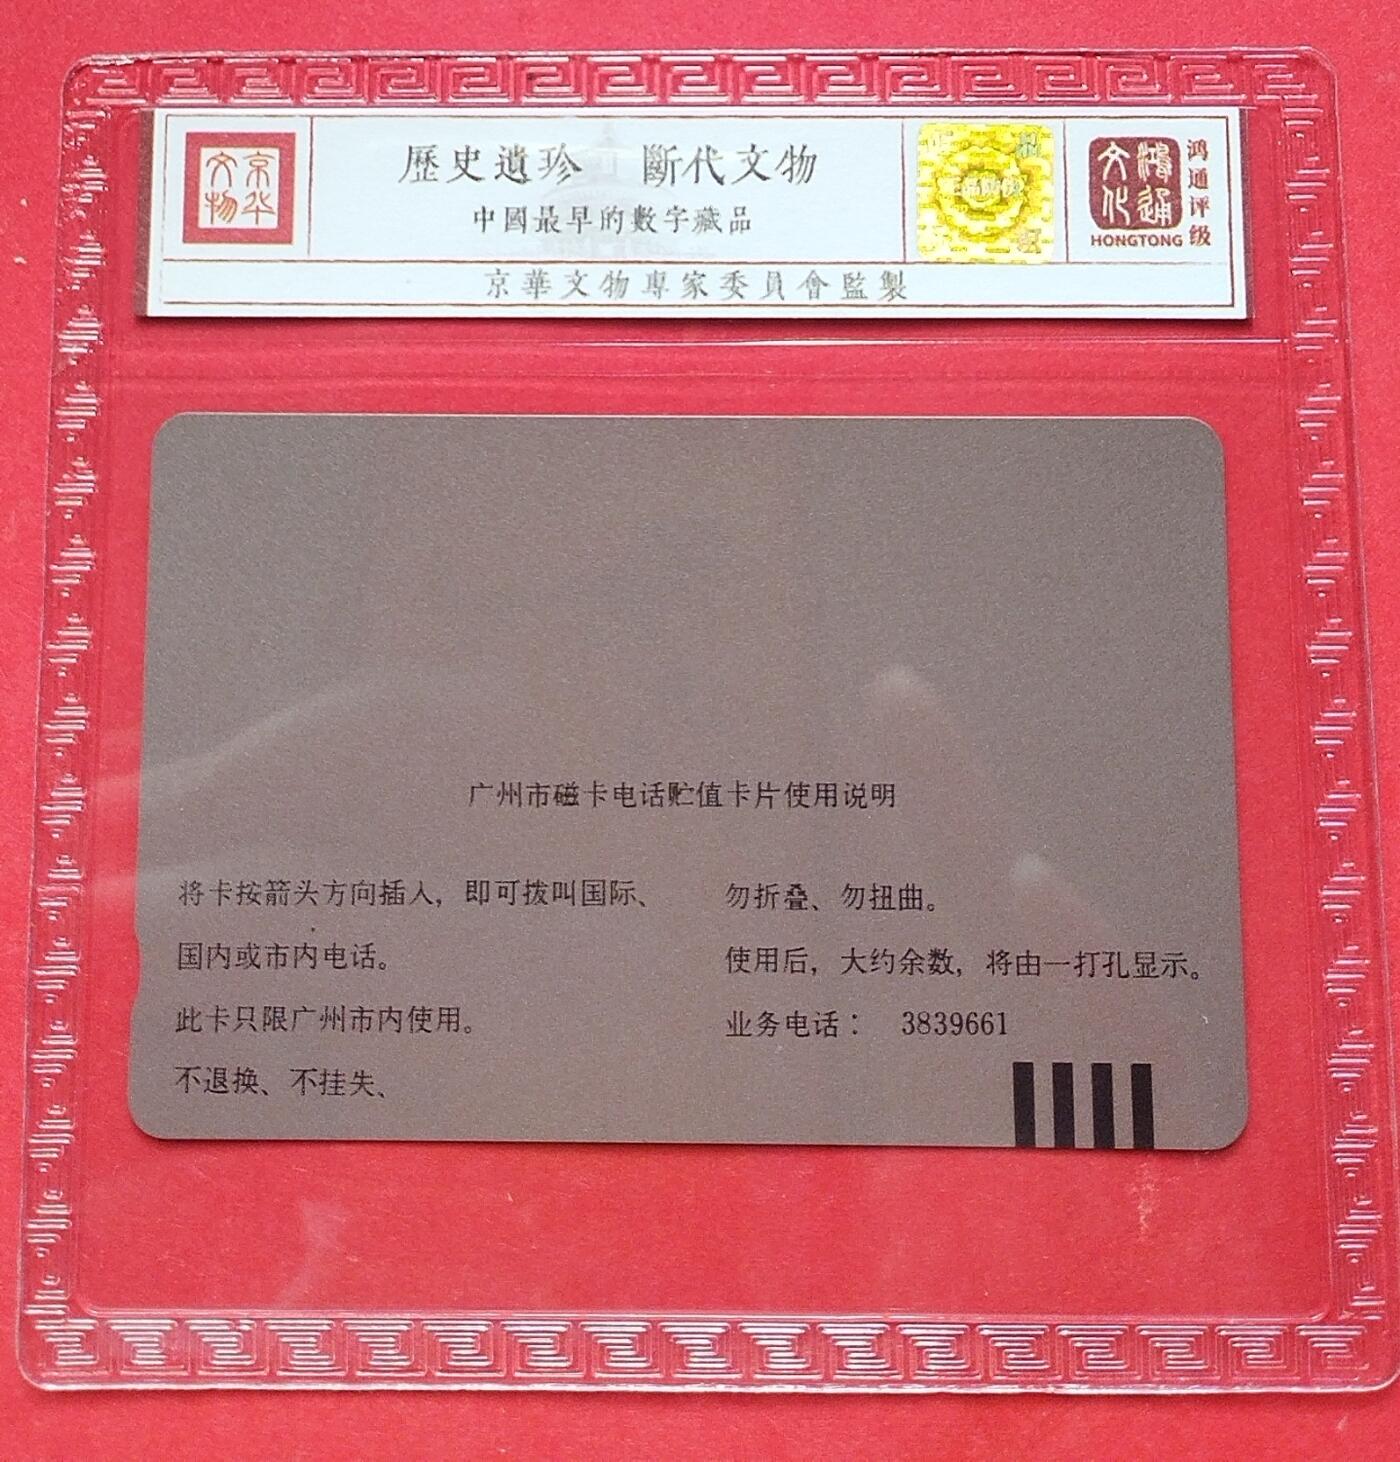 京华文物
歷史遺珍 斷代文物
中國最早的數字藏品
京華文物專家委員會監製
鸿通文化
HONGTONG
鸿通评级
广州市磁卡电话贮值卡片使用说明
将卡按箭头方向插入，即可拨叫国际、
国内或市内电话。
此卡只限广州市内使用。
不退换、不挂失、
勿折叠、勿扭曲。
使用后，大约余数，将由一打孔显示。
业务电话： 3839661